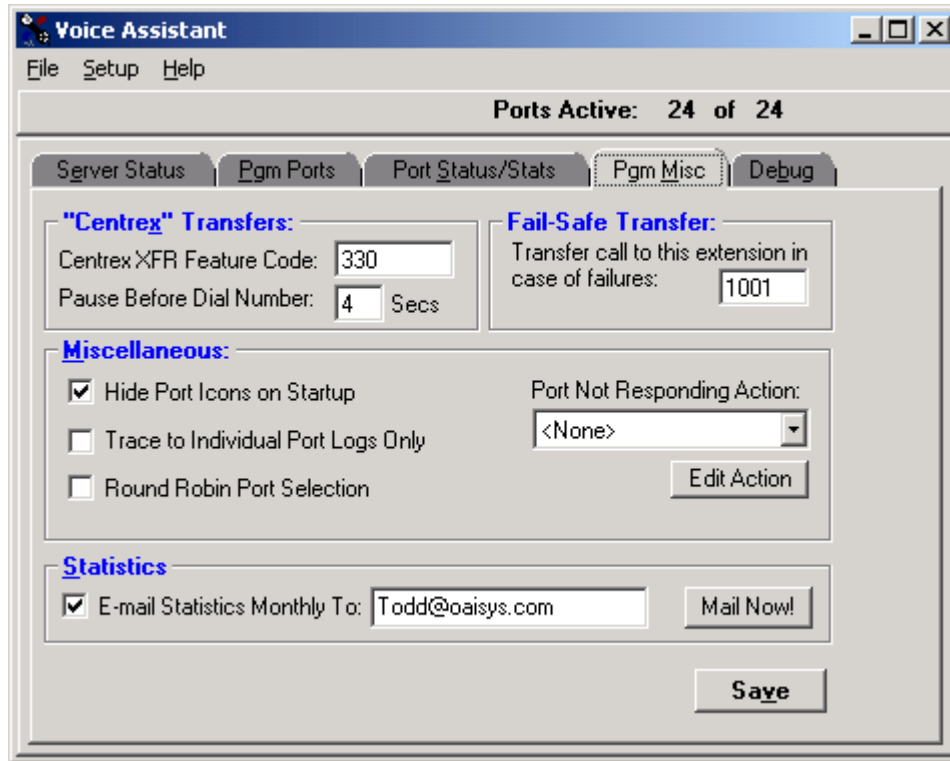 Voice Assistant
File Setup Help
Ports Active: 24 of 24
Server Status Pgm Ports Port Status/Stats Pgm Misc Debug
"Centrex" Transfers:
Centrex XFR Feature Code: 330
Pause Before Dial Number: 4 Secs
Fail-Safe Transfer:
Transfer call to this extension in
case of failures: 1001
Miscellaneous:
Hide Port Icons on Startup
Trace to Individual Port Logs Only
Round Robin Port Selection
Port Not Responding Action:
<None>
Edit Action
Statistics
E-mail Statistics Monthly To: Todd@oaisys.com Mail Now!
Save